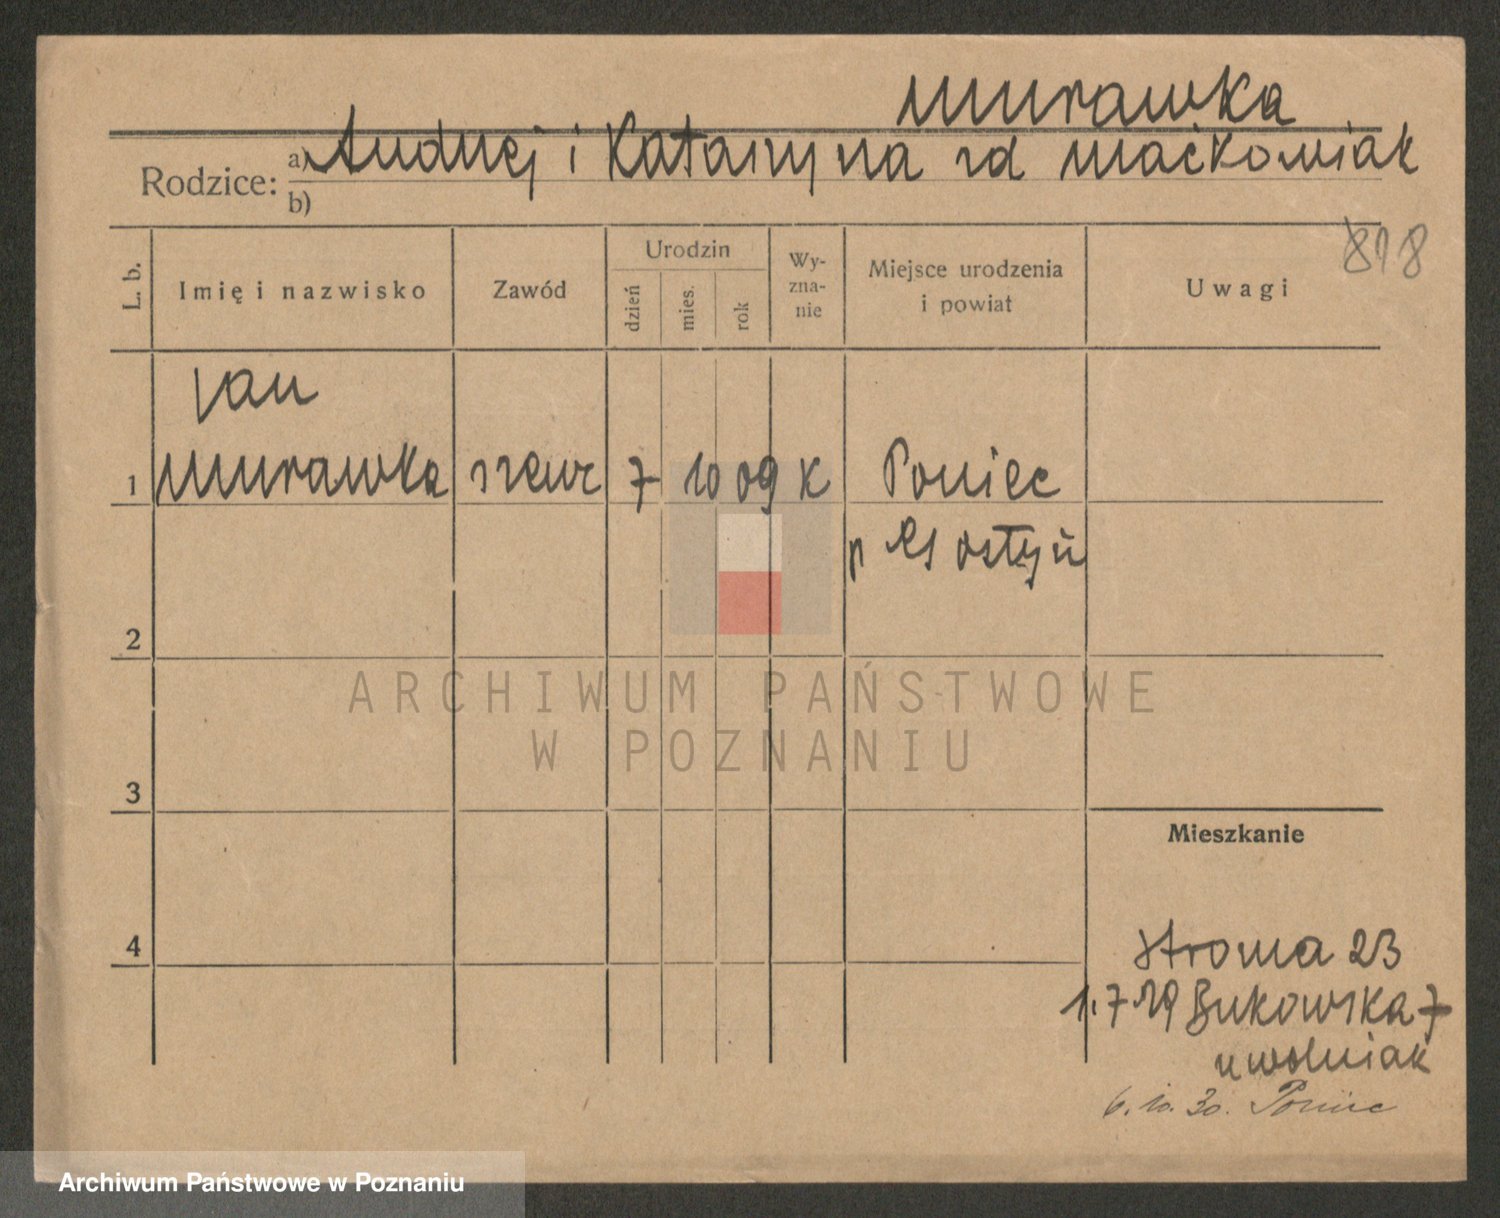 Murawka
Rodzice: a) Andrzej i Katarzyna zd Maćkowiak
b)
818
L. b.
Imię i nazwisko
Zawód
Urodzin
dzień
mies.
rok
Wy-
zna-
nie
Miejsce urodzenia
i powiat
Uwagi
Jan
1 Murawka szewc 7 10 09 K Poniec
p Gostyń
2
3
4
Mieszkanie
Stroma 23
1.7 29 Bukowska 7
u Wolniak
6.10.30. Poniec
ARCHIWUM PAŃSTWOWE
W POZNANIU
Archiwum Państwowe w Poznaniu